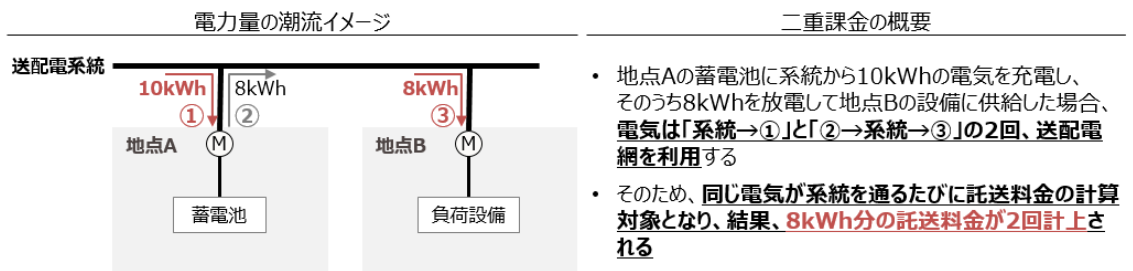 電力量の潮流イメージ
送配電系統
10kWh
8kWh
①
②
8kWh
③
地点A
M
蓄電池
地点B
M
負荷設備
二重課金の概要
• 地点Aの蓄電池に系統から10kWhの電気を充電し、
そのうち8kWhを放電して地点Bの設備に供給した場合、
電気は「系統→①」と「②→系統→③」の2回、送配電
網を利用する
• そのため、同じ電気が系統を通るたびに託送料金の計算
対象となり、結果、8kWh分の託送料金が2回計上さ
れる